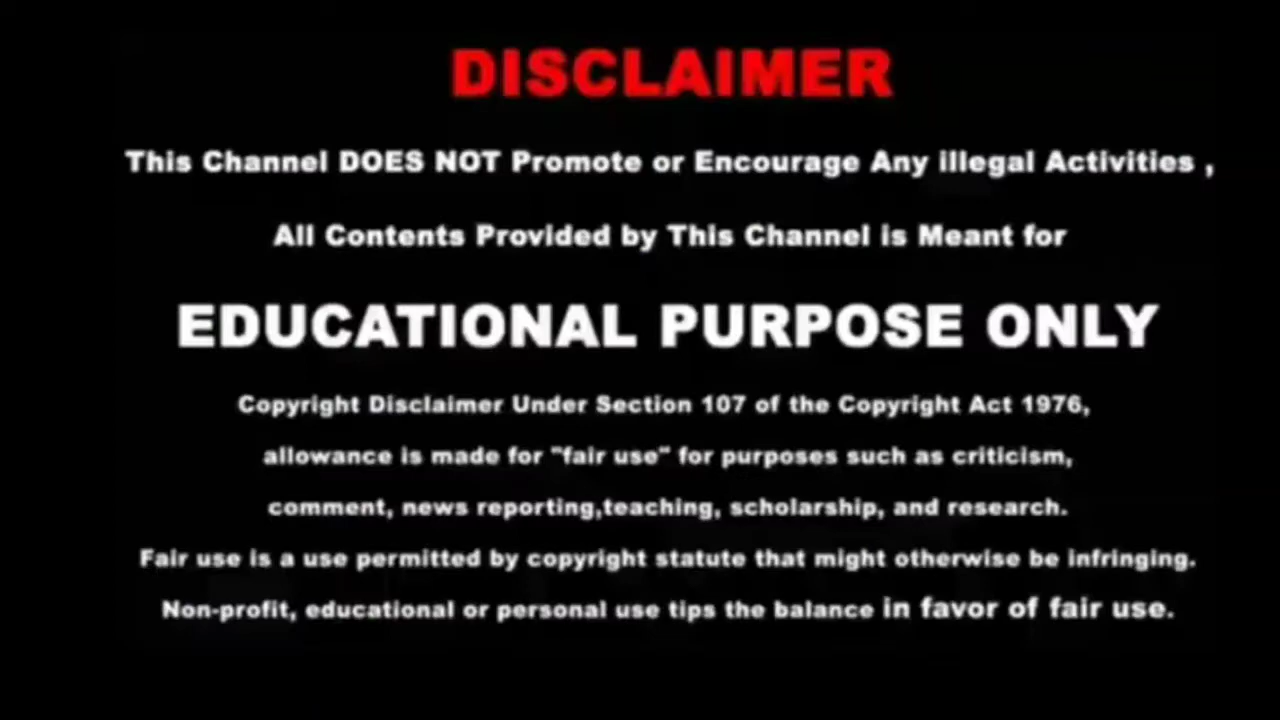 DISCLAIMER
This Channel DOES NOT Promote or Encourage Any illegal Activities ,
All Contents Provided by This Channel is Meant for
EDUCATIONAL PURPOSE ONLY
Copyright Disclaimer Under Section 107 of the Copyright Act 1976,
allowance is made for "fair use" for purposes such as criticism,
comment, news reporting,teaching, scholarship, and research.
Fair use is a use permitted by copyright statute that might otherwise be infringing.
Non-profit, educational or personal use tips the balance in favor of fair use.